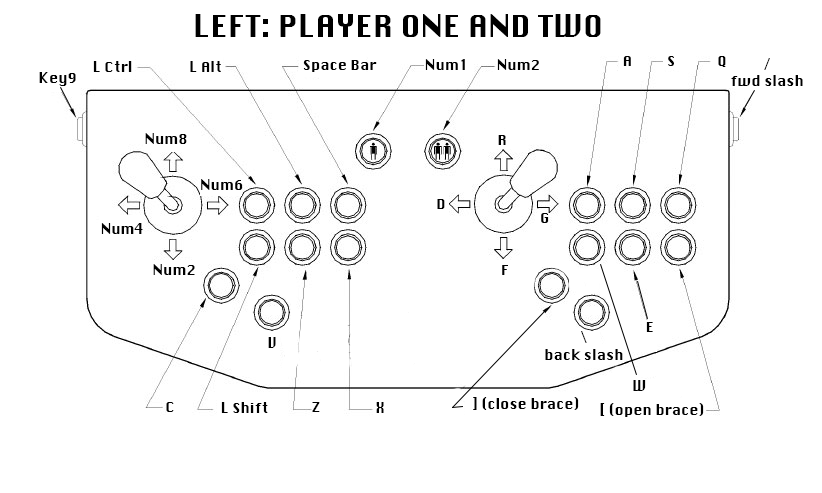 LEFT: PLAYER ONE AND TWO
L Ctrl
L Alt
Space Bar
Num1
Num2
A
S
Q
/
fwd slash
Key9
Num8
R
Num6
D
G
Num4
Num2
F
V
E
back slash
W
C
L Shift
Z
X
] (close brace)
[ (open brace)